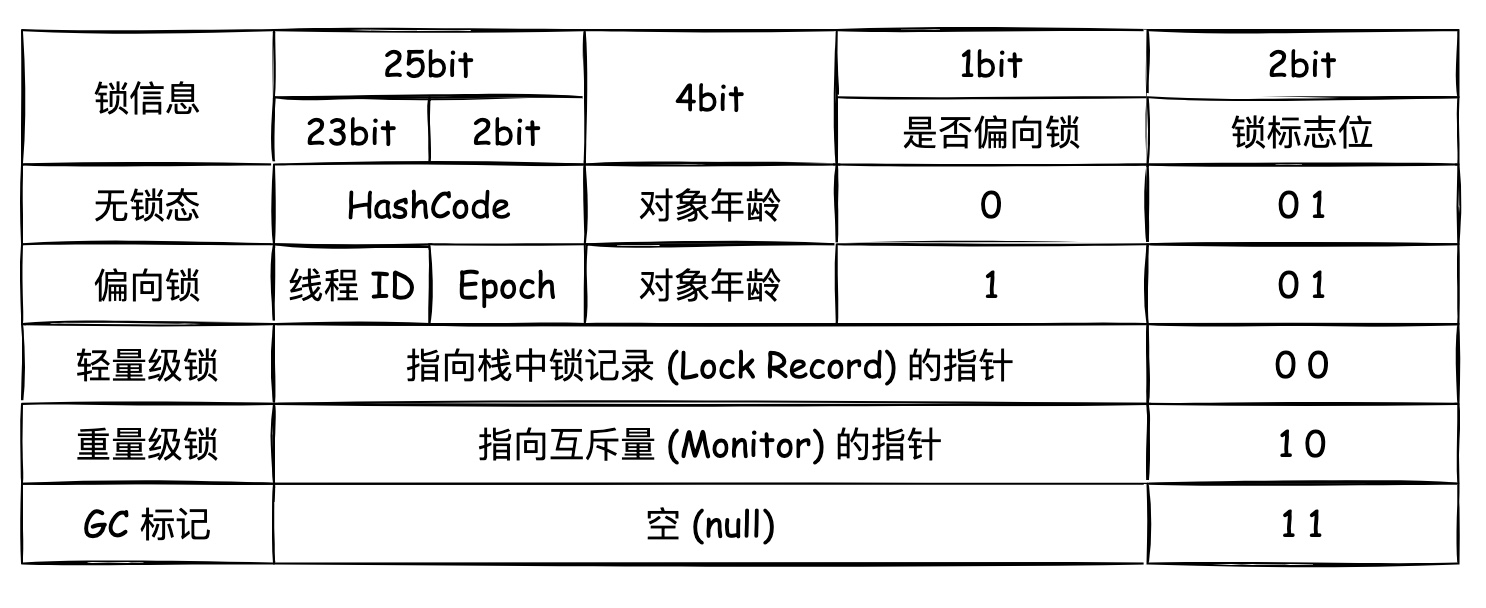 锁信息 25bit 4bit 1bit 2bit
23bit 2bit 是否偏向锁 锁标志位
无锁态 HashCode 对象年龄 0 0 1
偏向锁 线程 ID Epoch 对象年龄 1 0 1
轻量级锁 指向栈中锁记录 (Lock Record) 的指针 0 0
重量级锁 指向互斥量 (Monitor) 的指针 1 0
GC 标记 空 (null) 1 1